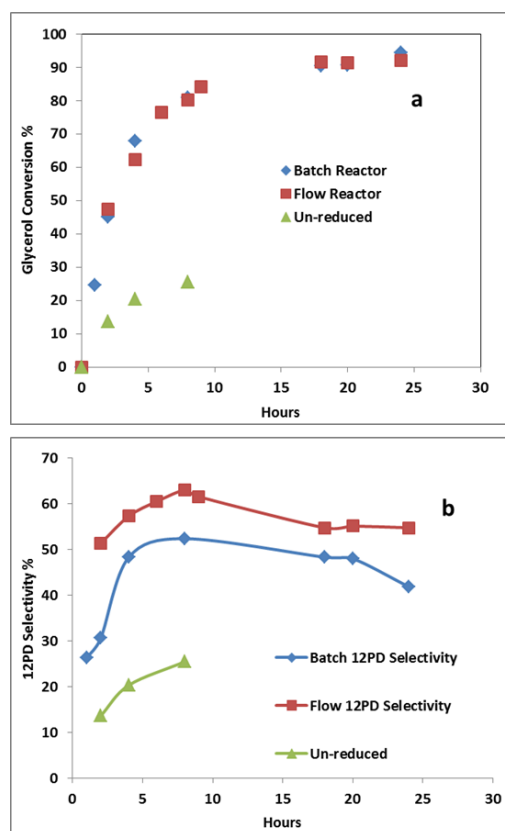 100
90
80
70
60
50
40
30
20
10
0
Glycerol Conversion %
a
Batch Reactor
Flow Reactor
Un-reduced
0 5 10 15 20 25 30
Hours
70
60
50
40
30
20
10
0
12PD Selectivity %
b
Batch 12PD Selectivity
Flow 12PD Selectivity
Un-reduced
0 5 10 15 20 25 30
Hours